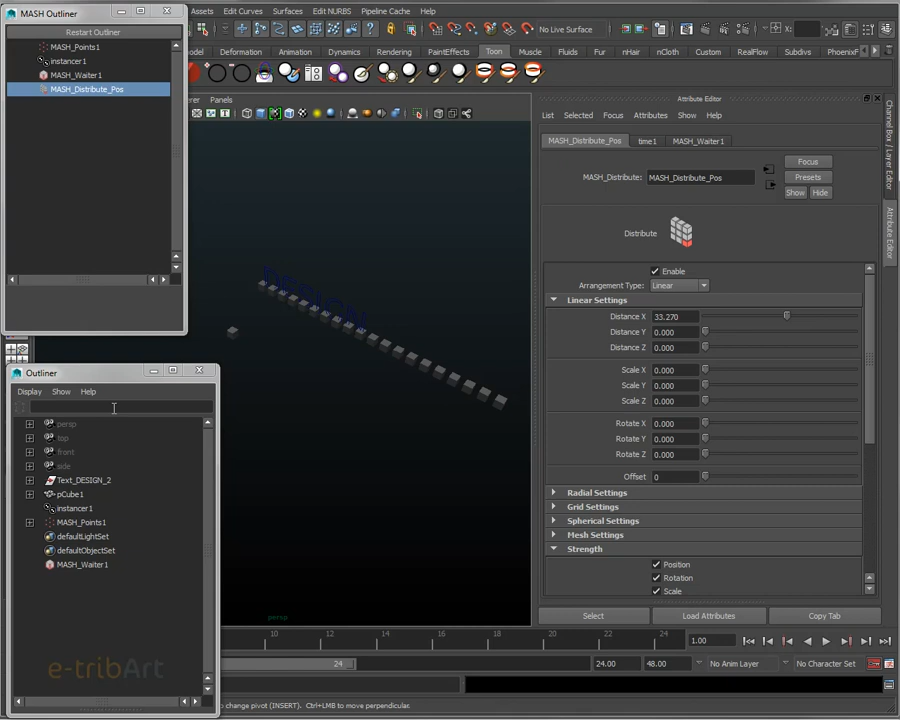 MASH Outliner
Restart Outliner
MASH_Points1
instancer1
MASH_Waiter1
MASH_Distribute_Pos
Assets Edit Curves Surfaces Edit NURBS Pipeline Cache
No Live Surface
Deformation Animation Dynamics Rendering PaintEffects Toon Muscle Fur nHair nCloth Custom RealFlow Subdivs
Panels
DESIGN
persp
Attribute Editor
List Selected Focus Attributes Show Help
MASH_Distribute_Pos time1 MASH_Waiter1
MASH_Distribute: MASH_Distribute_Pos
Focus
Presets
Show Hide
Distribute
Enable
Arrangement Type: Linear
Linear Settings
Distance X 33.270
Distance Y 0.000
Distance Z 0.000
Scale X 0.000
Scale Y 0.000
Scale Z 0.000
Rotate X 0.000
Rotate Y 0.000
Rotate Z 0.000
Offset 0
Radial Settings
Grid Settings
Spherical Settings
Mesh Settings
Strength
Position
Rotation
Scale
Select Load Attributes Copy Tab
Channel Box / Layer Editor
Attribute Editor
Outliner
Display Show Help
persp
top
front
side
Text_DESIGN_2
pCube1
instancer1
MASH_Points1
defaultLightSet
defaultObjectSet
MASH_Waiter1
e-tribArt
10 12 14 16 18 20 22 24
1.00
24
24.00 48.00 No Anim Layer No Character Set
to change pivot (INSERT). Ctrl+LMB to move perpendicular.